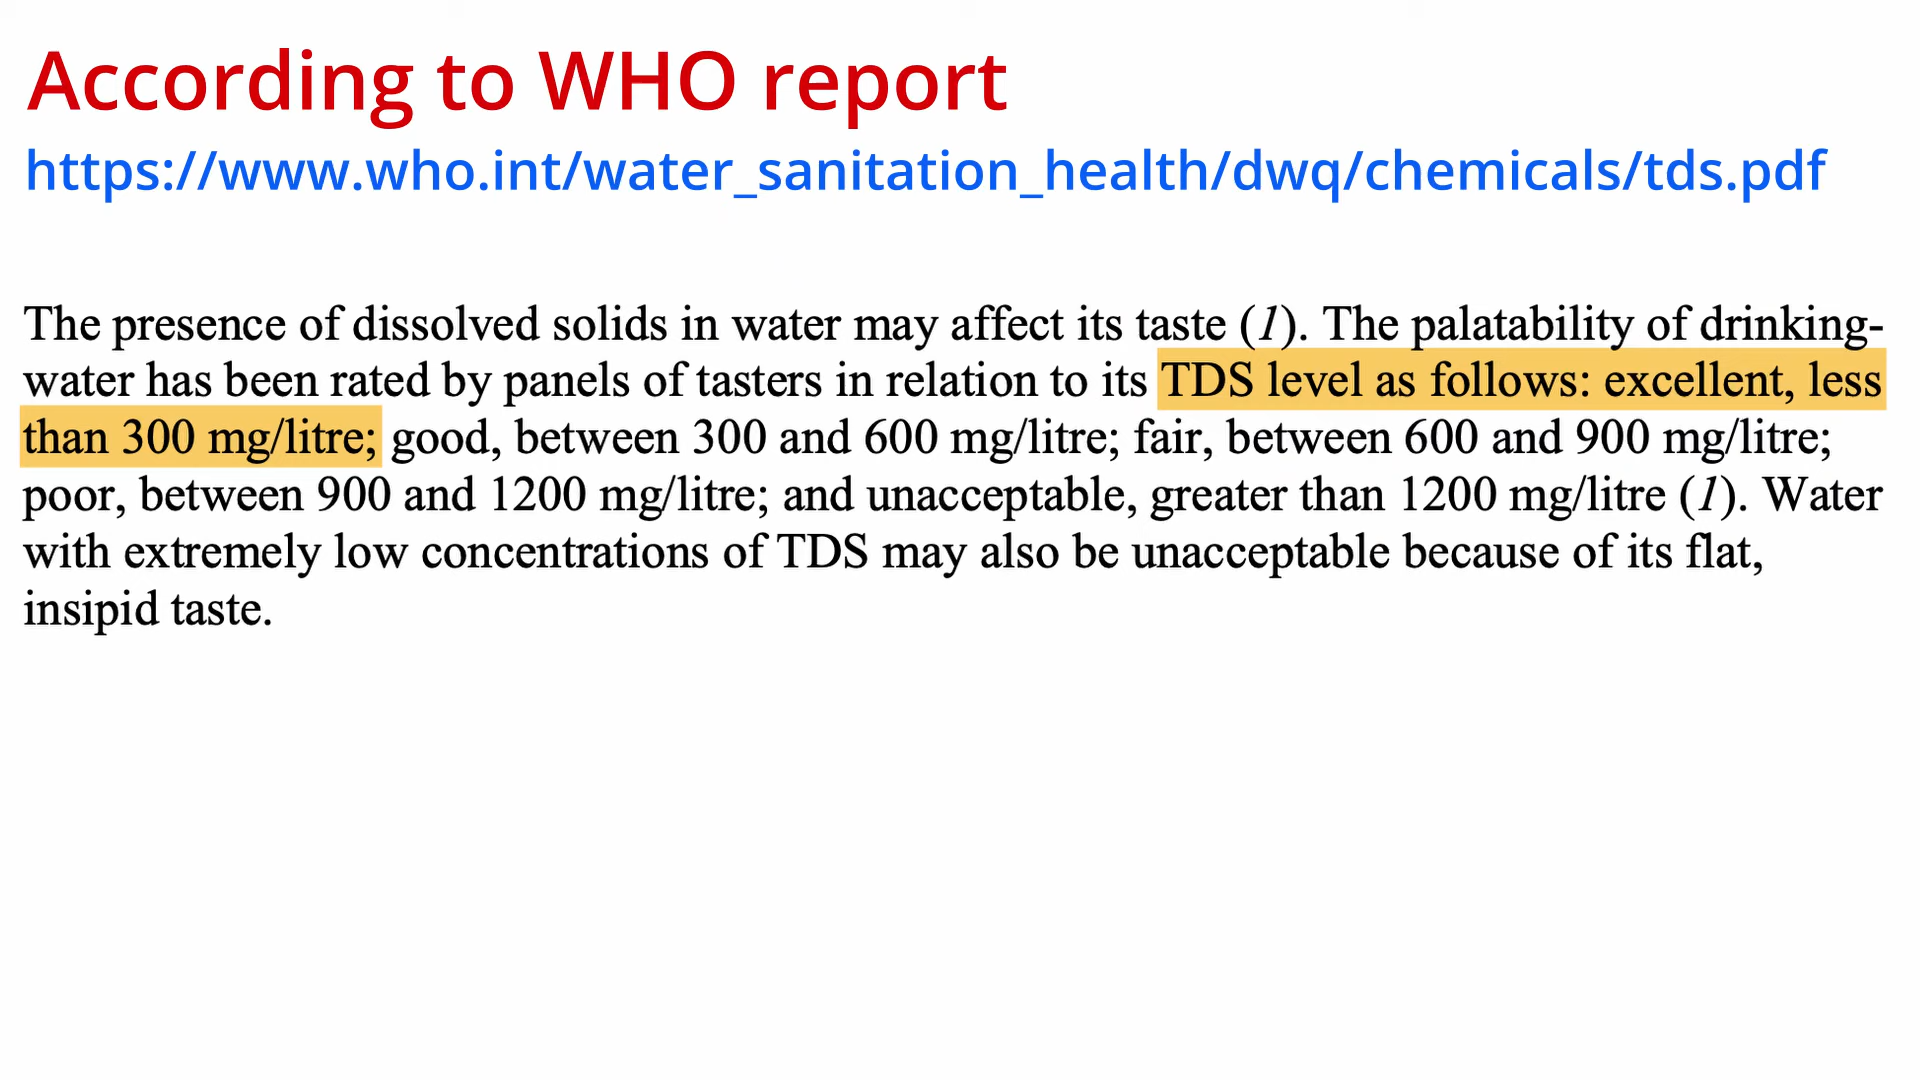 According to WHO report
https://www.who.int/water_sanitation_health/dwq/chemicals/tds.pdf
The presence of dissolved solids in water may affect its taste (1). The palatability of drinking-
water has been rated by panels of tasters in relation to its TDS level as follows: excellent, less
than 300 mg/litre; good, between 300 and 600 mg/litre; fair, between 600 and 900 mg/litre;
poor, between 900 and 1200 mg/litre; and unacceptable, greater than 1200 mg/litre (1). Water
with extremely low concentrations of TDS may also be unacceptable because of its flat,
insipid taste.